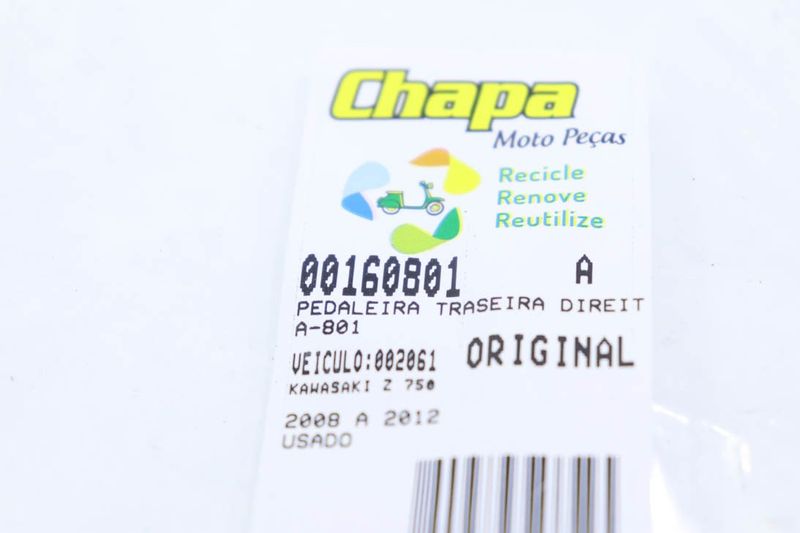 Chapa
Moto Peças
Recicle
Renove
Reutilize
00160801 A
PEDALEIRA TRASEIRA DIREIT
A-801
VEICULO:002061 ORIGINAL
KAWASAKI Z 750
2008 A 2012
USADO